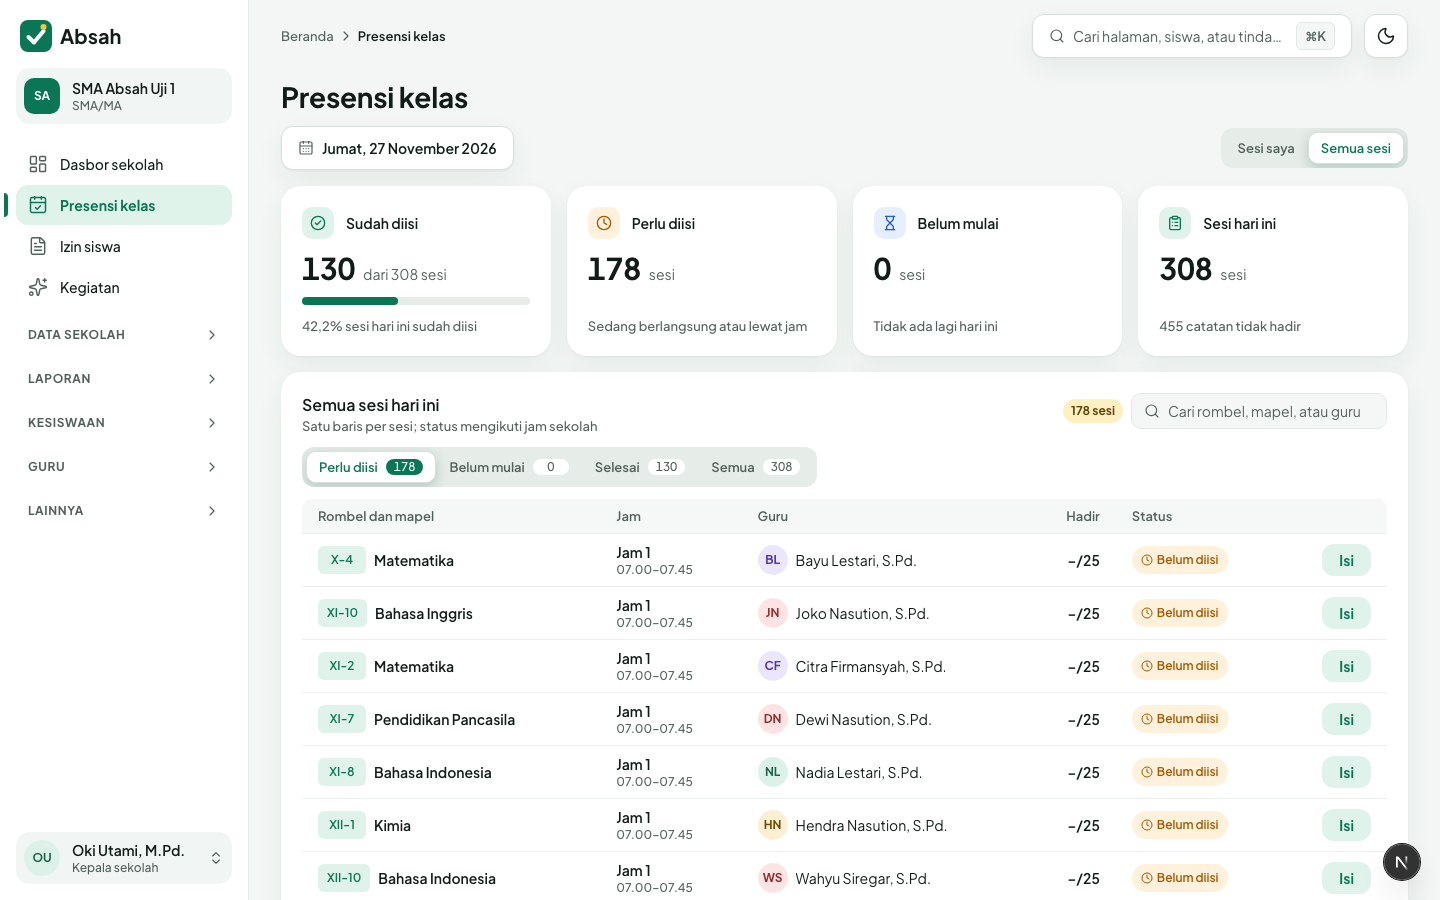 Absah
SA
SMA Absah Uji 1
SMA/MA
Dasbor sekolah
Presensi kelas
Izin siswa
Kegiatan
DATA SEKOLAH
LAPORAN
KESISWAAN
GURU
LAINNYA
OU
Oki Utami, M.Pd.
Kepala sekolah
Beranda
Presensi kelas
Cari halaman, siswa, atau tinda...
⌘K
Presensi kelas
Jumat, 27 November 2026
Sesi saya
Semua sesi
Sudah diisi
130 dari 308 sesi
42,2% sesi hari ini sudah diisi
Perlu diisi
178 sesi
Sedang berlangsung atau lewat jam
Belum mulai
0 sesi
Tidak ada lagi hari ini
Sesi hari ini
308 sesi
455 catatan tidak hadir
Semua sesi hari ini
Satu baris per sesi; status mengikuti jam sekolah
178 sesi
Cari rombel, mapel, atau guru
Perlu diisi 178
Belum mulai 0
Selesai 130
Semua 308
Rombel dan mapel Jam Guru Hadir Status
X-4 Matematika Jam 1 BL Bayu Lestari, S.Pd. –/25 Belum diisi Isi
07.00–07.45
XI-10 Bahasa Inggris Jam 1 JN Joko Nasution, S.Pd. –/25 Belum diisi Isi
07.00–07.45
XI-2 Matematika Jam 1 CF Citra Firmansyah, S.Pd. –/25 Belum diisi Isi
07.00–07.45
XI-7 Pendidikan Pancasila Jam 1 DN Dewi Nasution, S.Pd. –/25 Belum diisi Isi
07.00–07.45
XI-8 Bahasa Indonesia Jam 1 NL Nadia Lestari, S.Pd. –/25 Belum diisi Isi
07.00–07.45
XII-1 Kimia Jam 1 HN Hendra Nasution, S.Pd. –/25 Belum diisi Isi
07.00–07.45
XII-10 Bahasa Indonesia Jam 1 WS Wahyu Siregar, S.Pd. –/25 Belum diisi Isi
07.00–07.45
N